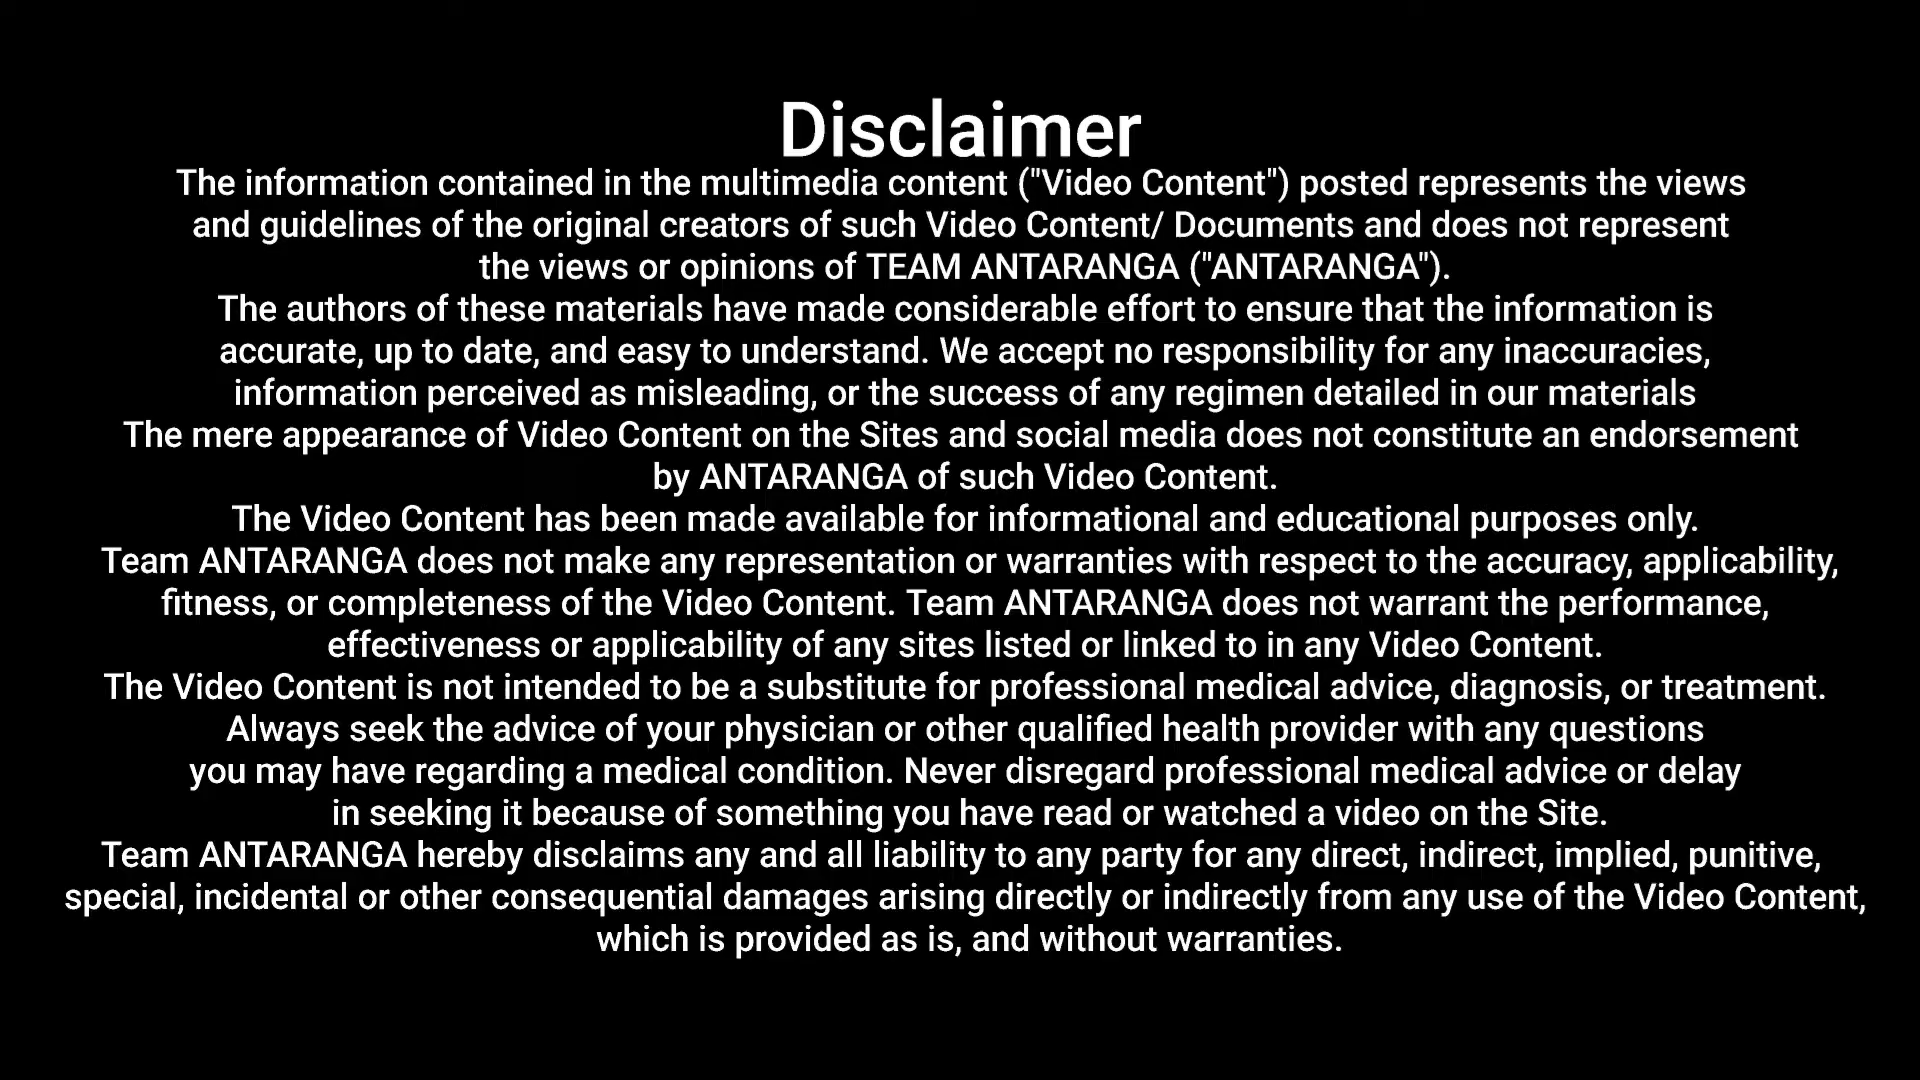 Disclaimer
The information contained in the multimedia content ("Video Content") posted represents the views
and guidelines of the original creators of such Video Content/ Documents and does not represent
the views or opinions of TEAM ANTARANGA ("ANTARANGA").
The authors of these materials have made considerable effort to ensure that the information is
accurate, up to date, and easy to understand. We accept no responsibility for any inaccuracies,
information perceived as misleading, or the success of any regimen detailed in our materials
The mere appearance of Video Content on the Sites and social media does not constitute an endorsement
by ANTARANGA of such Video Content.
The Video Content has been made available for informational and educational purposes only.
Team ANTARANGA does not make any representation or warranties with respect to the accuracy, applicability,
fitness, or completeness of the Video Content. Team ANTARANGA does not warrant the performance,
effectiveness or applicability of any sites listed or linked to in any Video Content.
The Video Content is not intended to be a substitute for professional medical advice, diagnosis, or treatment.
Always seek the advice of your physician or other qualified health provider with any questions
you may have regarding a medical condition. Never disregard professional medical advice or delay
in seeking it because of something you have read or watched a video on the Site.
Team ANTARANGA hereby disclaims any and all liability to any party for any direct, indirect, implied, punitive,
special, incidental or other consequential damages arising directly or indirectly from any use of the Video Content,
which is provided as is, and without warranties.